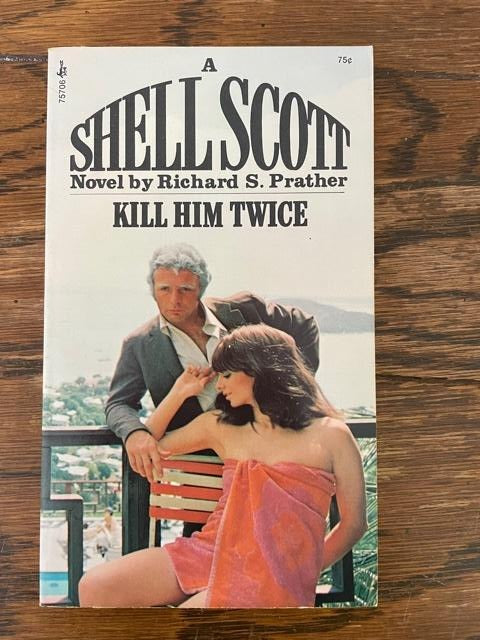 75706
A
75¢
SHELL SCOTT
Novel by Richard S. Prather
KILL HIM TWICE